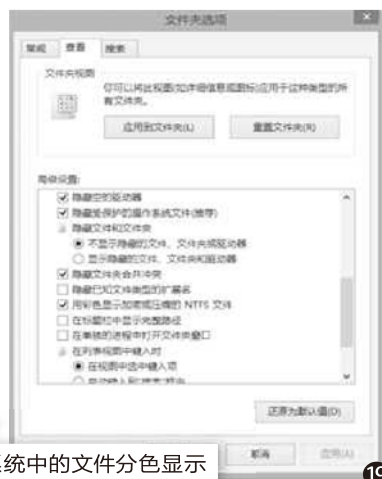 文件夹选项
常规 查看 搜索
文件夹视图
你可以将此视图(如详细信息或图标)应用于这种类型的所
有文件夹。
应用到文件夹(L) 重置文件夹(R)
高级设置:
隐藏空的驱动器
隐藏受保护的操作系统文件(推荐)
隐藏文件和文件夹
不显示隐藏的文件、文件夹或驱动器
显示隐藏的文件、文件夹和驱动器
隐藏文件夹合并冲突
隐藏已知文件类型的扩展名
用彩色显示加密或压缩的 NTFS 文件
在标题栏中显示完整路径
在单独的进程中打开文件夹窗口
在列表视图中键入时
在视图中选中键入项
还原为默认值(D)
统中的文件分色显示
取消 应用(A)
19